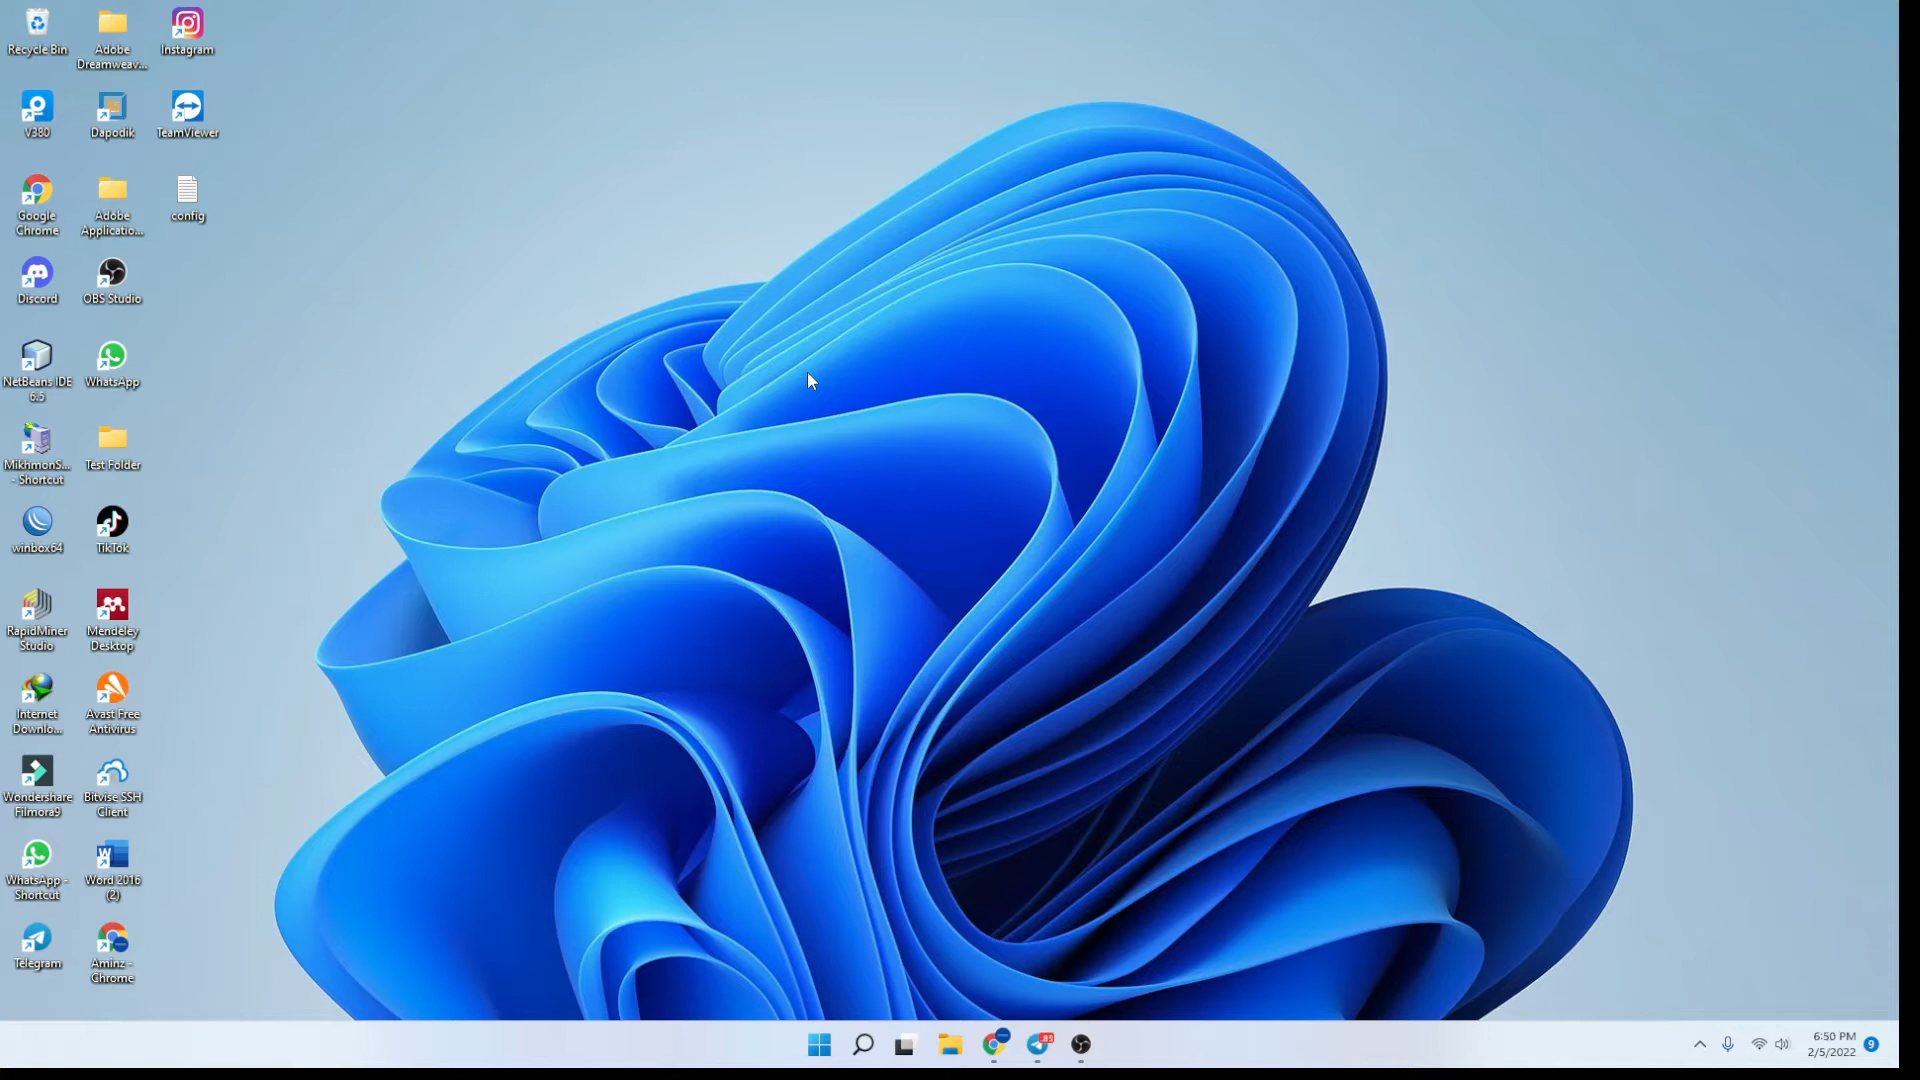 Recycle Bin
Adobe
Dreamweav...
Instagram
V380
Dapodik
TeamViewer
Google
Chrome
Adobe
Applicatio...
config
Discord
OBS Studio
NetBeans IDE
6.5
WhatsApp
MikhmonS...
- Shortcut
Test Folder
winbox64
TikTok
RapidMiner
Studio
Mendeley
Desktop
Internet
Downlo...
Avast Free
Antivirus
Wondershare
Filmora9
Bitvise SSH
Client
WhatsApp -
Shortcut
Word 2016
(2)
Telegram
Aminz -
Chrome
6:50 PM
2/5/2022
9